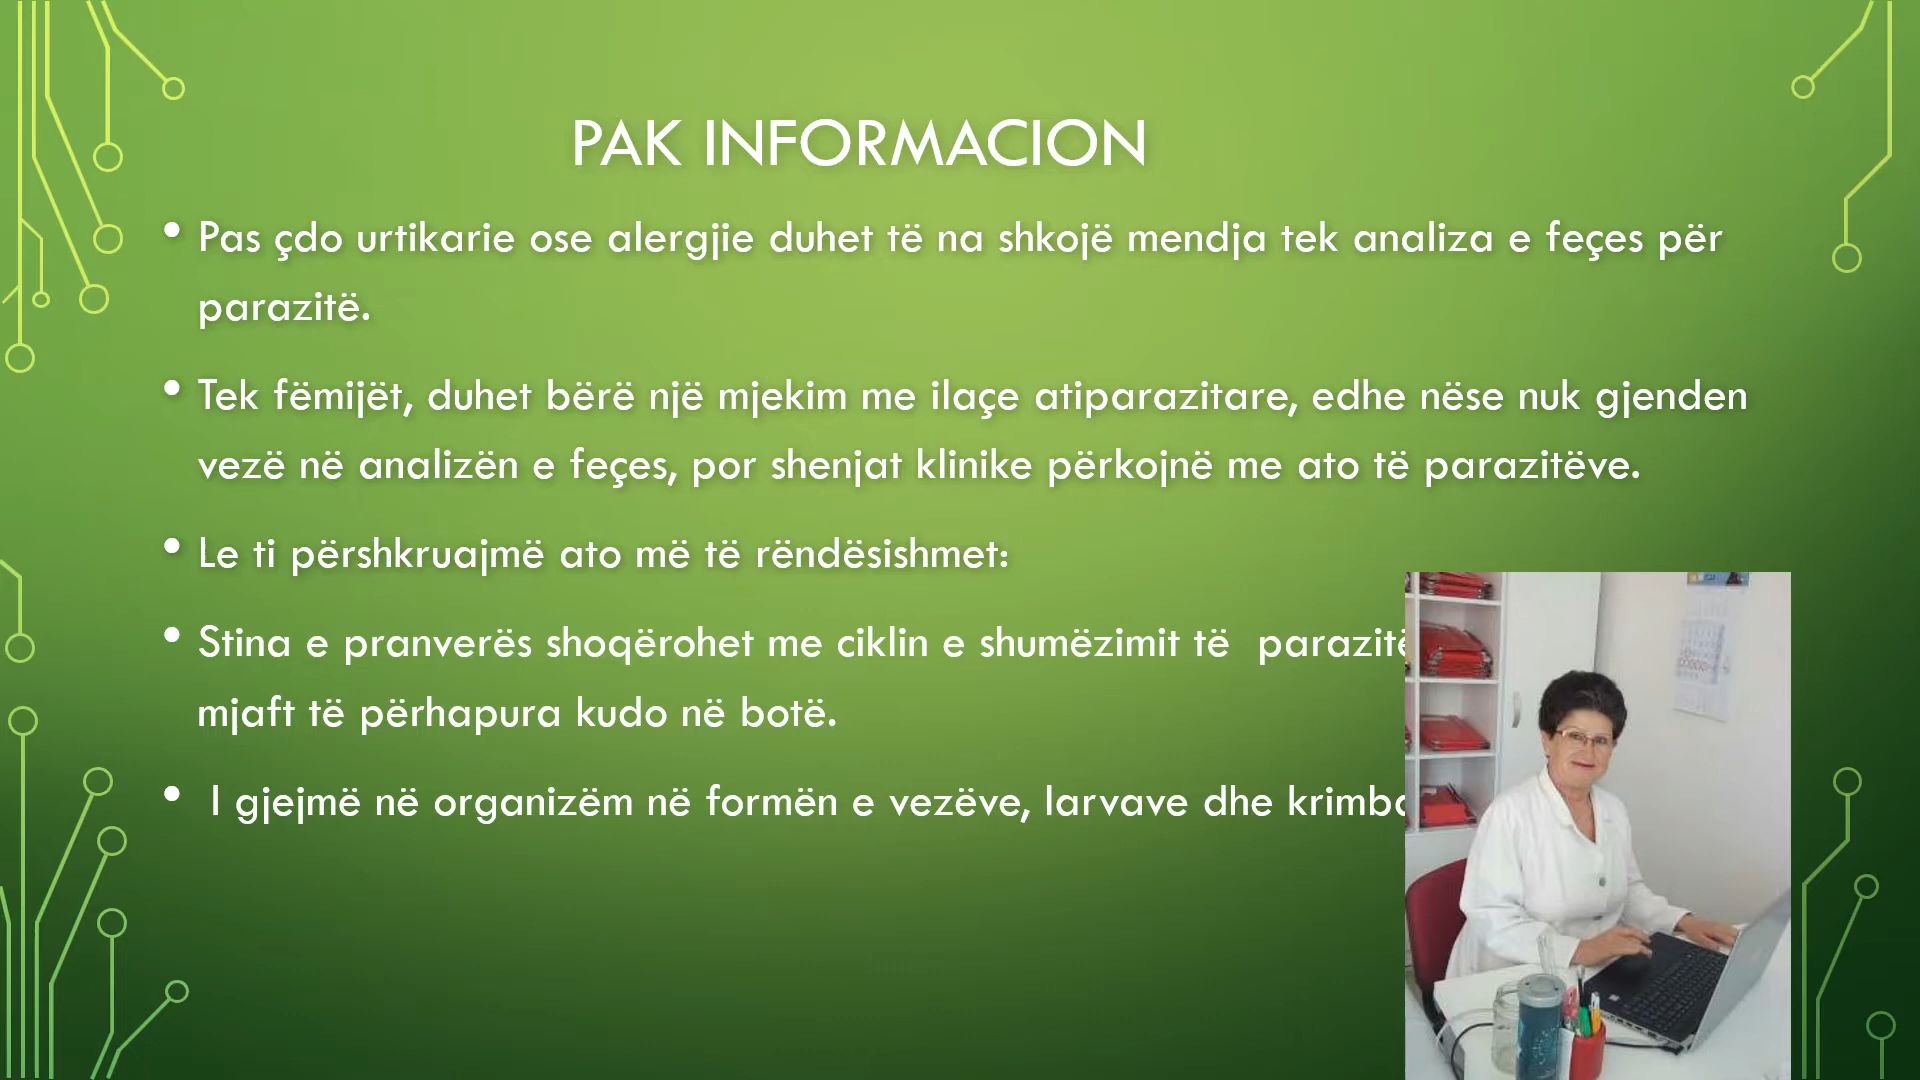 PAK INFORMACION
• Pas çdo urtikarie ose alergjie duhet të na shkojë mendja tek analiza e feçes për
parazitë.
• Tek fëmijët, duhet bërë një mjekim me ilaçe atiparazitare, edhe nëse nuk gjenden
vezë në analizën e feçes, por shenjat klinike përkojnë me ato të parazitëve.
• Le ti përshkruajmë ato më të rëndësishmet:
• Stina e pranverës shoqërohet me ciklin e shumëzimit të
mjaft të përhapura kudo në botë.
• I gjejmë në organizëm në formën e vezëve, larvave dhe